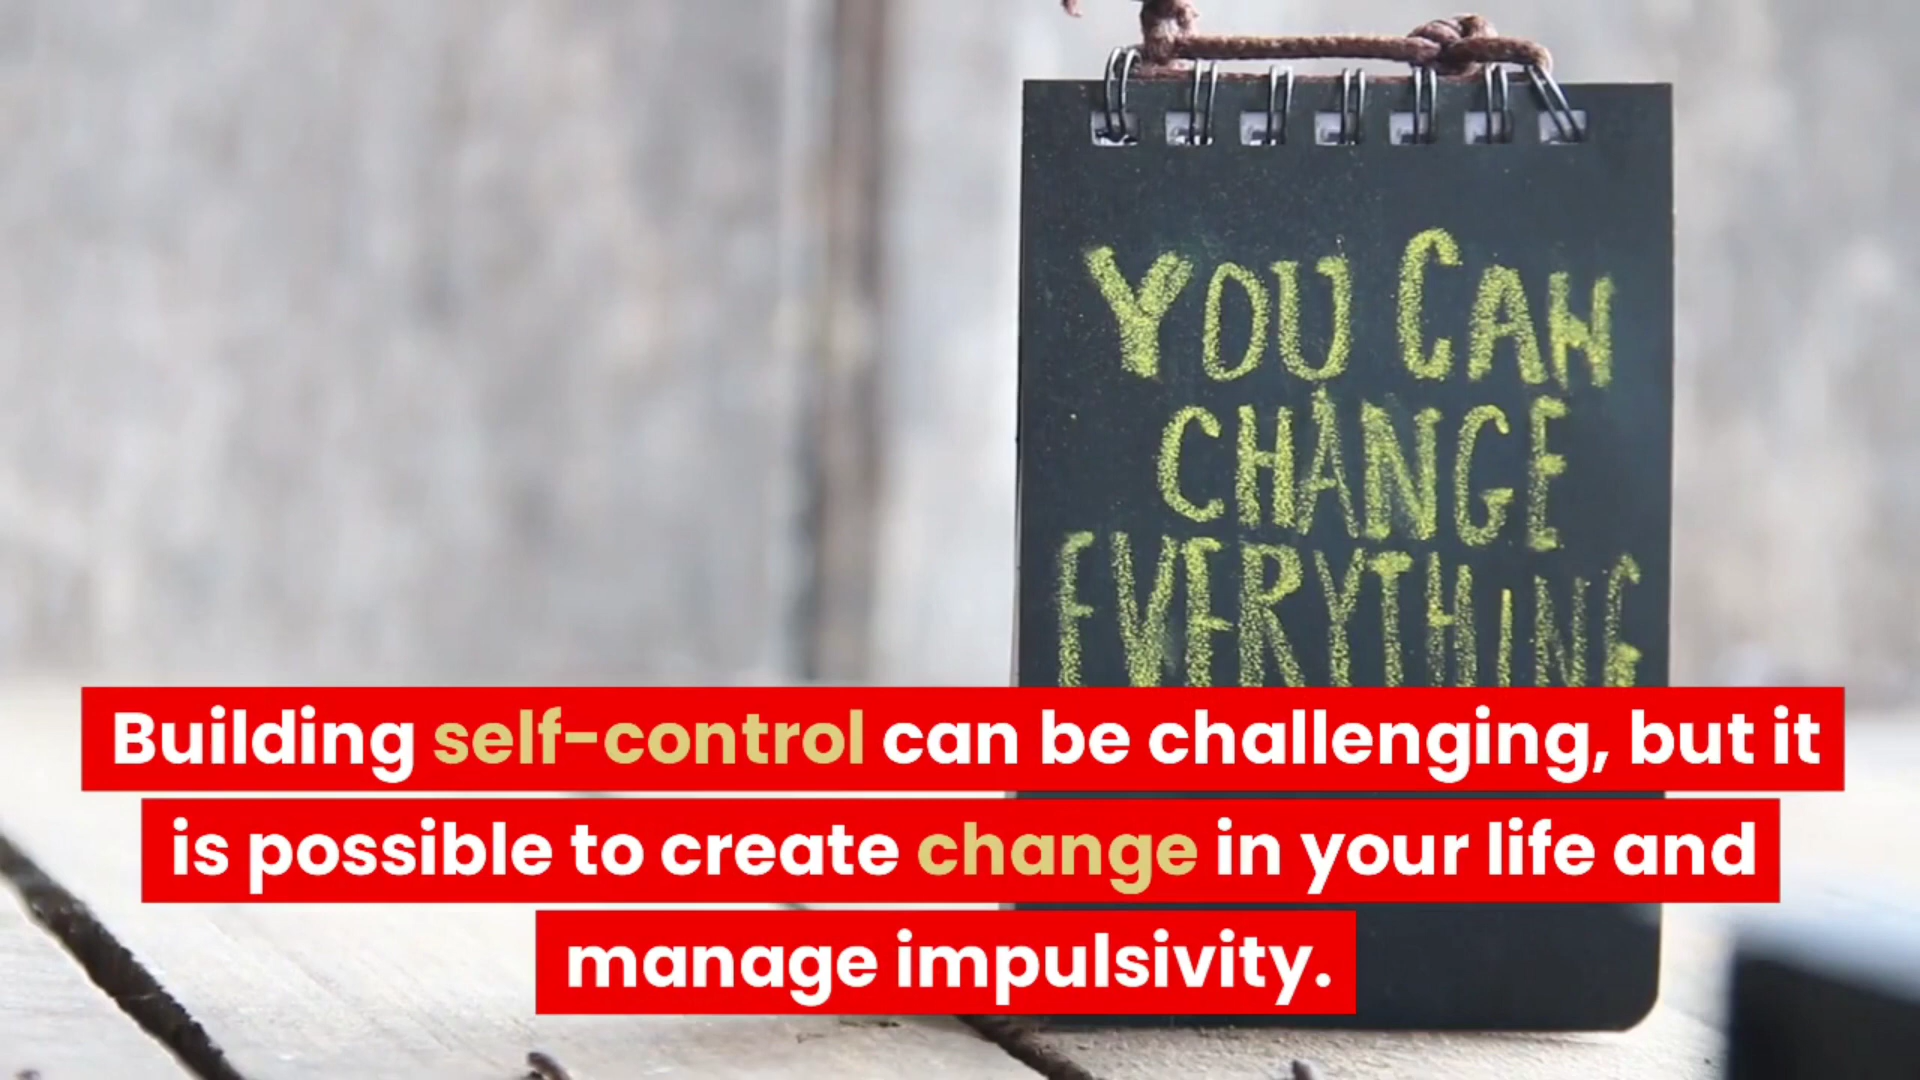 YOU CAN
CHANGE
EVERYTHING
Building self-control can be challenging, but it
is possible to create change in your life and
manage impulsivity.